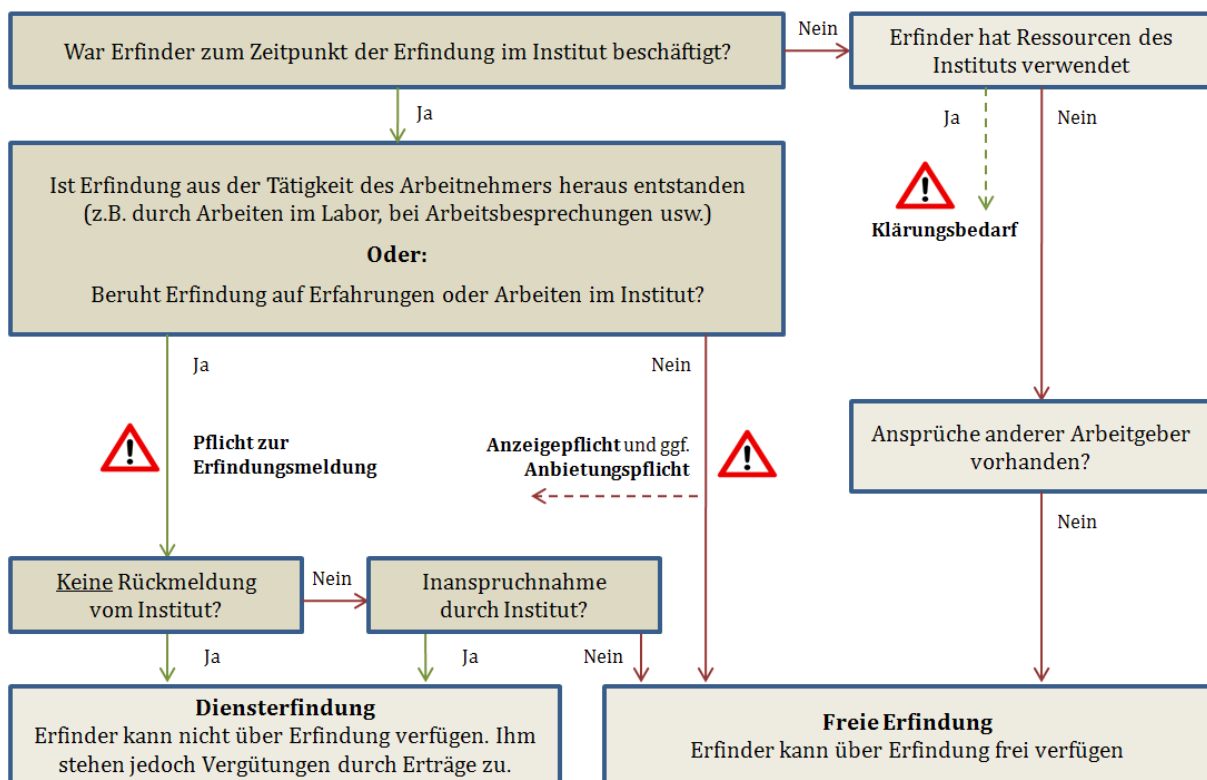 War Erfinder zum Zeitpunkt der Erfindung im Institut beschäftigt?
Nein
Erfinder hat Ressourcen des
Instituts verwendet
Ja
Ja
Nein
Ist Erfindung aus der Tätigkeit des Arbeitnehmers heraus entstanden
(z.B. durch Arbeiten im Labor, bei Arbeitsbesprechungen usw.)
Oder:
Beruht Erfindung auf Erfahrungen oder Arbeiten im Institut?
!
Klärungsbedarf
Ja
Nein
!
Pflicht zur
Erfindungsmeldung
Anzeigepflicht und ggf.
Anbietungspflicht
!
Ansprüche anderer Arbeitgeber
vorhanden?
Nein
Keine Rückmeldung
vom Institut?
Nein
Inanspruchnahme
durch Institut?
Ja
Ja
Nein
Diensterfindung
Erfinder kann nicht über Erfindung verfügen. Ihm
stehen jedoch Vergütungen durch Erträge zu.
Freie Erfindung
Erfinder kann über Erfindung frei verfügen